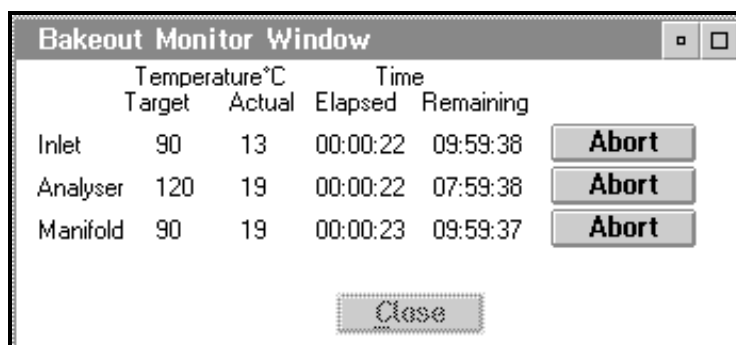 Bakeout Monitor Window
Temperature°C Time
Target Actual Elapsed Remaining
Inlet 90 13 00:00:22 09:59:38 Abort
Analyser 120 19 00:00:22 07:59:38 Abort
Manifold 90 19 00:00:23 09:59:37 Abort
Close